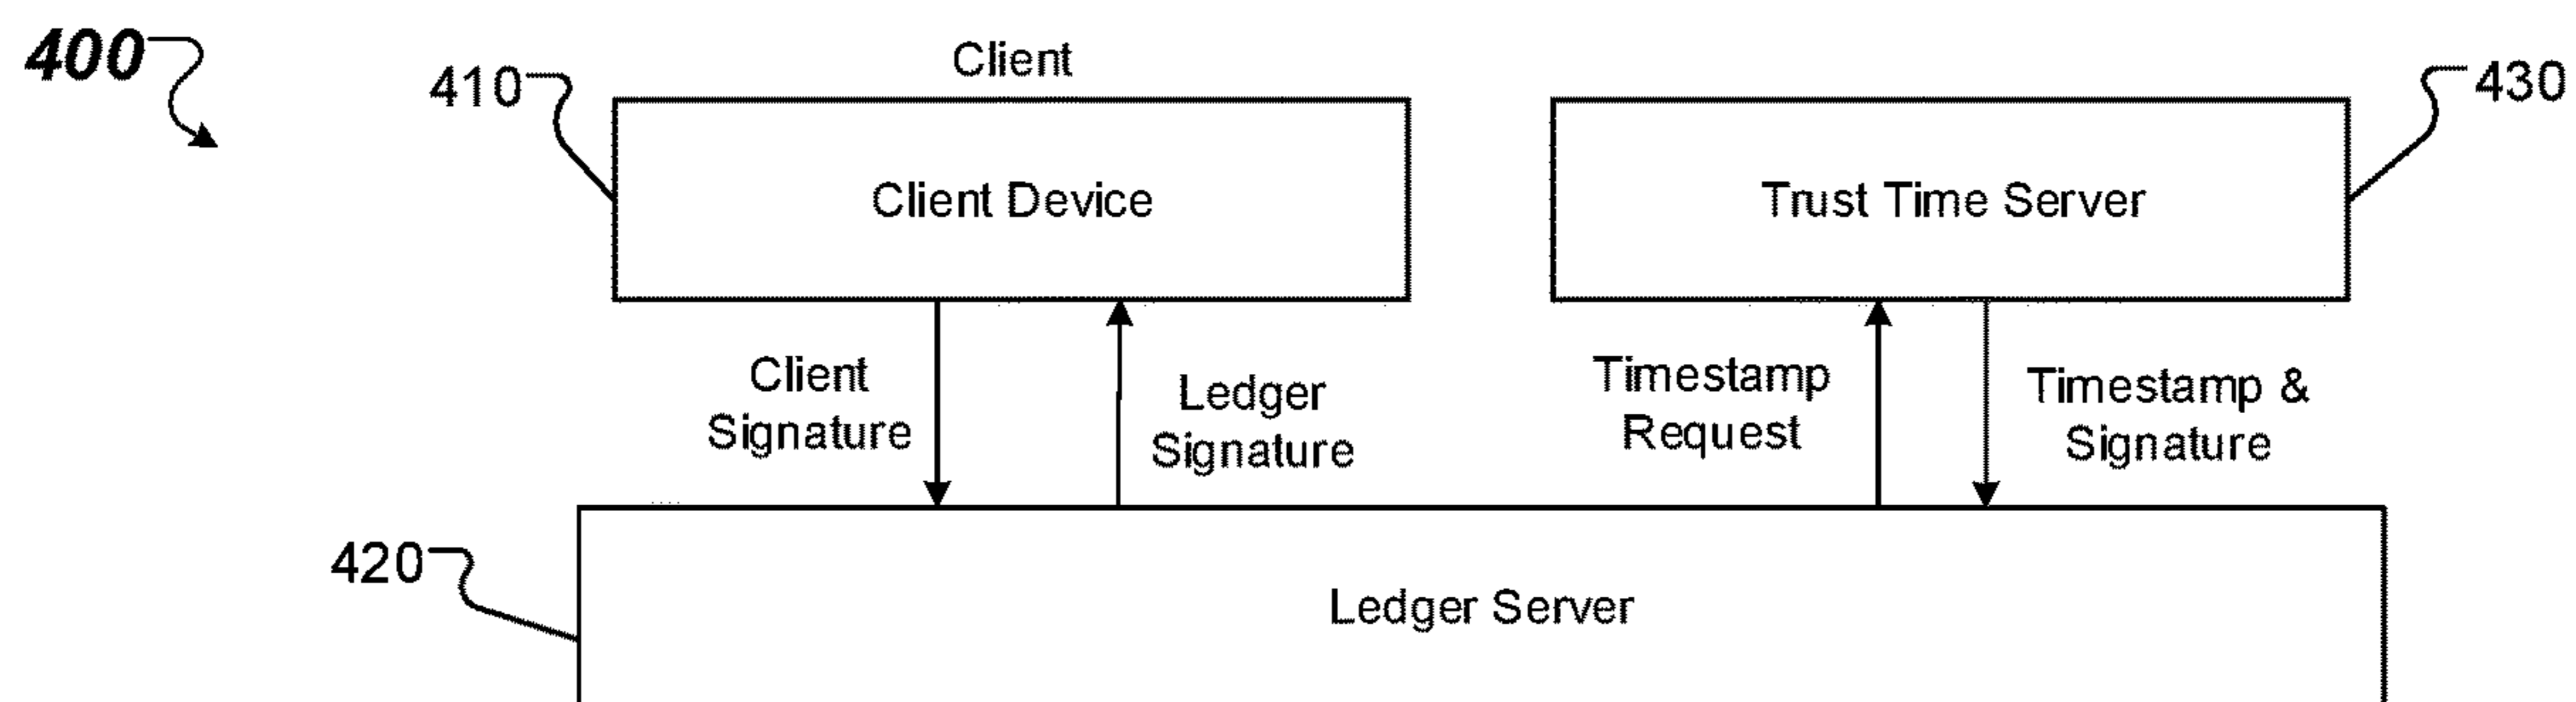 400
Client
410
430
Client Device
Trust Time Server
Client
Signature
Ledger
Signature
Timestamp
Request
Timestamp &
Signature
420
Ledger Server